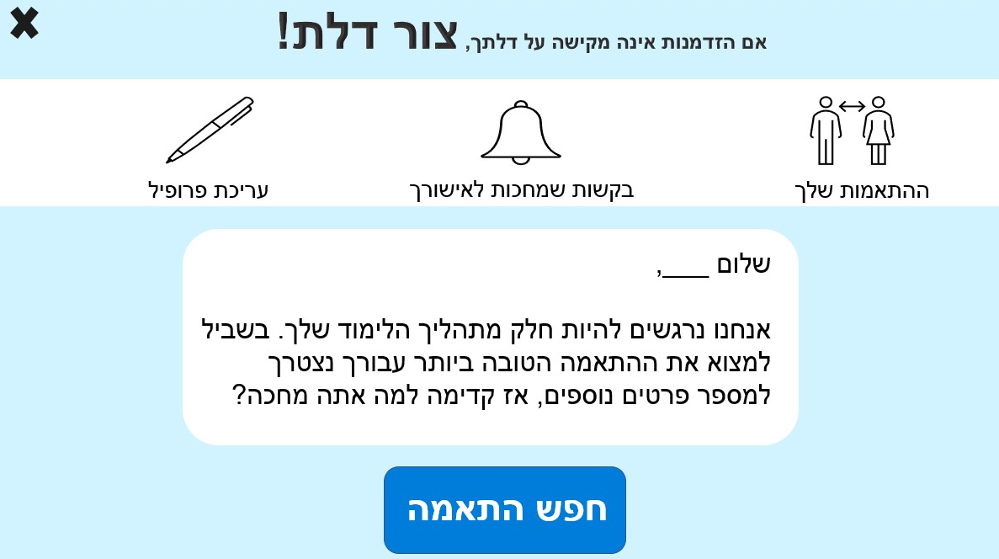 אם הזדמנות אינה מקישה על דלתך, צור דלת!
ההתאמות שלך
בקשות שמחכות לאישורך
עריכת פרופיל
שלום ___,
אנחנו נרגשים להיות חלק מתהליך הלימוד שלך. בשביל
למצוא את ההתאמה הטובה ביותר עבורך נצטרך
למספר פרטים נוספים, אז קדימה למה אתה מחכה?
חפש התאמה